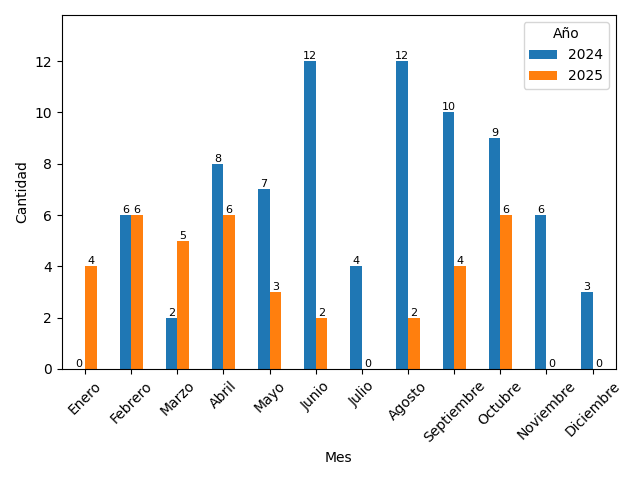 Año
2024
2025
Cantidad
12
10
8
6
4
2
0
0 4
6 6
2 5
8 6
7 3
12 2
4 0
12 2
10 4
9 6
6 0
3 0
Enero
Febrero
Marzo
Abril
Mayo
Junio
Julio
Agosto
Septiembre
Octubre
Noviembre
Diciembre
Mes